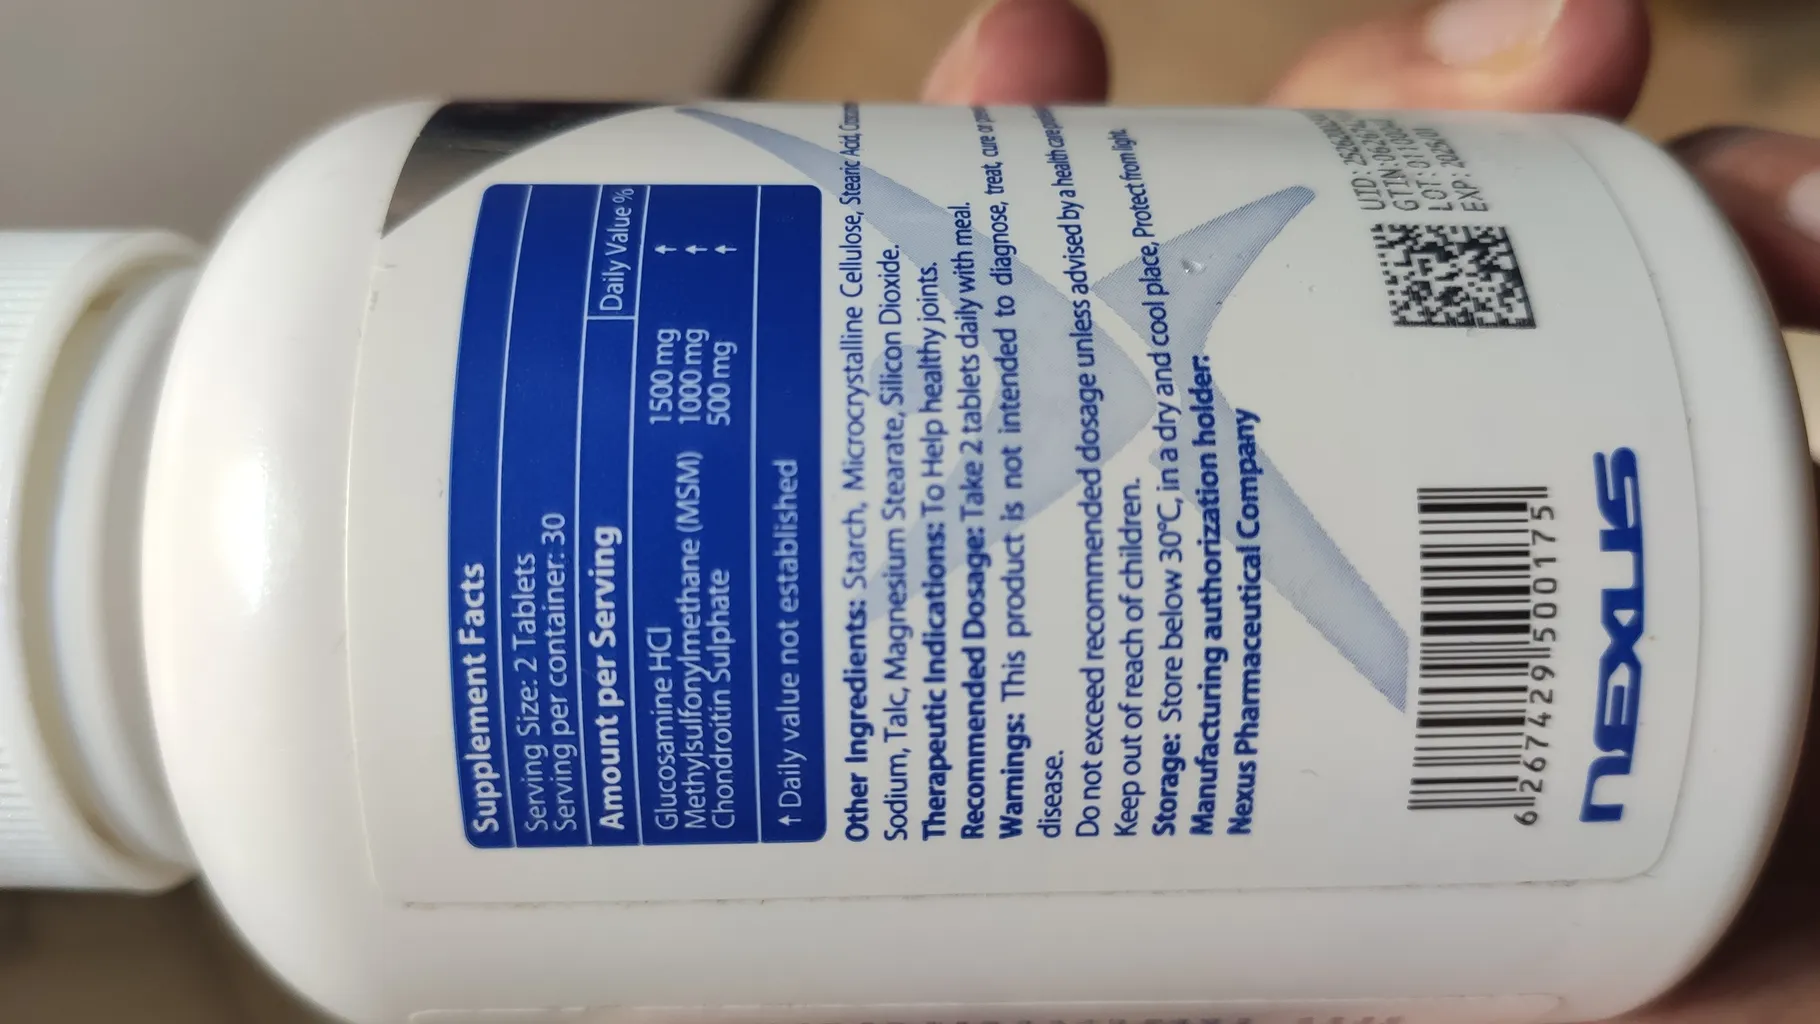 Supplement Facts
Serving Size: 2 Tablets
Serving per container: 30
Amount per Serving Daily Value %
Glucosamine HCl 1500 mg ↑
Methylsulfonylmethane (MSM) 1000 mg ↑
Chondroitin Sulphate 500 mg ↑
↑ Daily value not established
Other Ingredients: Starch, Microcrystalline Cellulose, Stearic Acid,
Sodium, Talc, Magnesium Stearate, Silicon Dioxide.
Therapeutic Indications: To Help healthy joints.
Recommended Dosage: Take 2 tablets daily with meal.
Warnings: This product is not intended to diagnose, treat, cure or
disease.
Do not exceed recommended dosage unless advised by a health care
Keep out of reach of children.
Storage: Store below 30°C, in a dry and cool place, Protect from light.
Manufacturing authorization holder:
Nexus Pharmaceutical Company
UID:
GTIN:
LOT:
EXP:
6 267429 500175
NEXUS